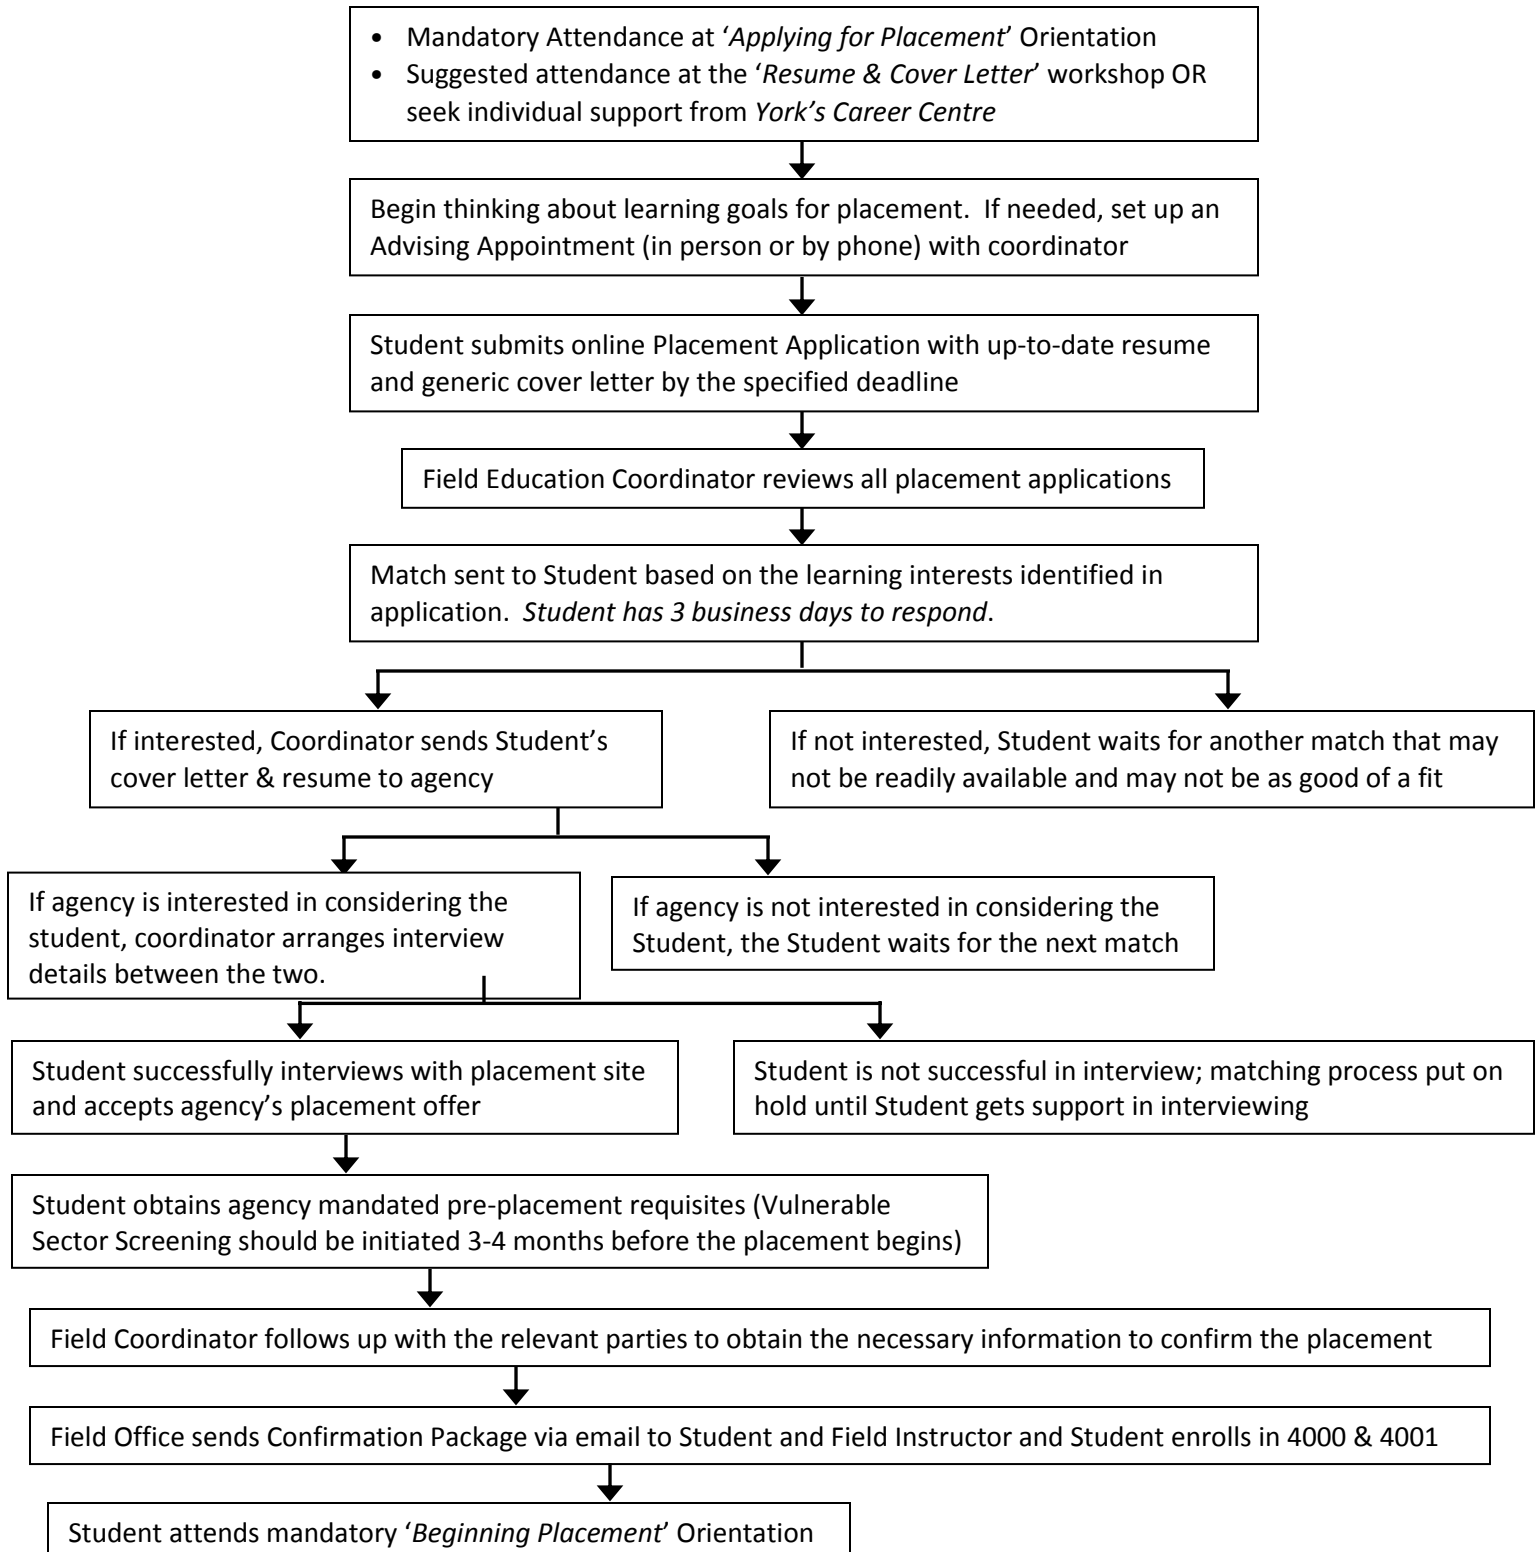 • Mandatory Attendance at ‘Applying for Placement’ Orientation
• Suggested attendance at the ‘Resume & Cover Letter’ workshop OR
seek individual support from York’s Career Centre
Begin thinking about learning goals for placement. If needed, set up an
Advising Appointment (in person or by phone) with coordinator
Student submits online Placement Application with up-to-date resume
and generic cover letter by the specified deadline
Field Education Coordinator reviews all placement applications
Match sent to Student based on the learning interests identified in
application. Student has 3 business days to respond.
If interested, Coordinator sends Student’s
cover letter & resume to agency
If not interested, Student waits for another match that may
not be readily available and may not be as good of a fit
If agency is interested in considering the
student, coordinator arranges interview
details between the two.
If agency is not interested in considering the
Student, the Student waits for the next match
Student successfully interviews with placement site
and accepts agency’s placement offer
Student is not successful in interview; matching process put on
hold until Student gets support in interviewing
Student obtains agency mandated pre-placement requisites (Vulnerable
Sector Screening should be initiated 3-4 months before the placement begins)
Field Coordinator follows up with the relevant parties to obtain the necessary information to confirm the placement
Field Office sends Confirmation Package via email to Student and Field Instructor and Student enrolls in 4000 & 4001
Student attends mandatory ‘Beginning Placement’ Orientation